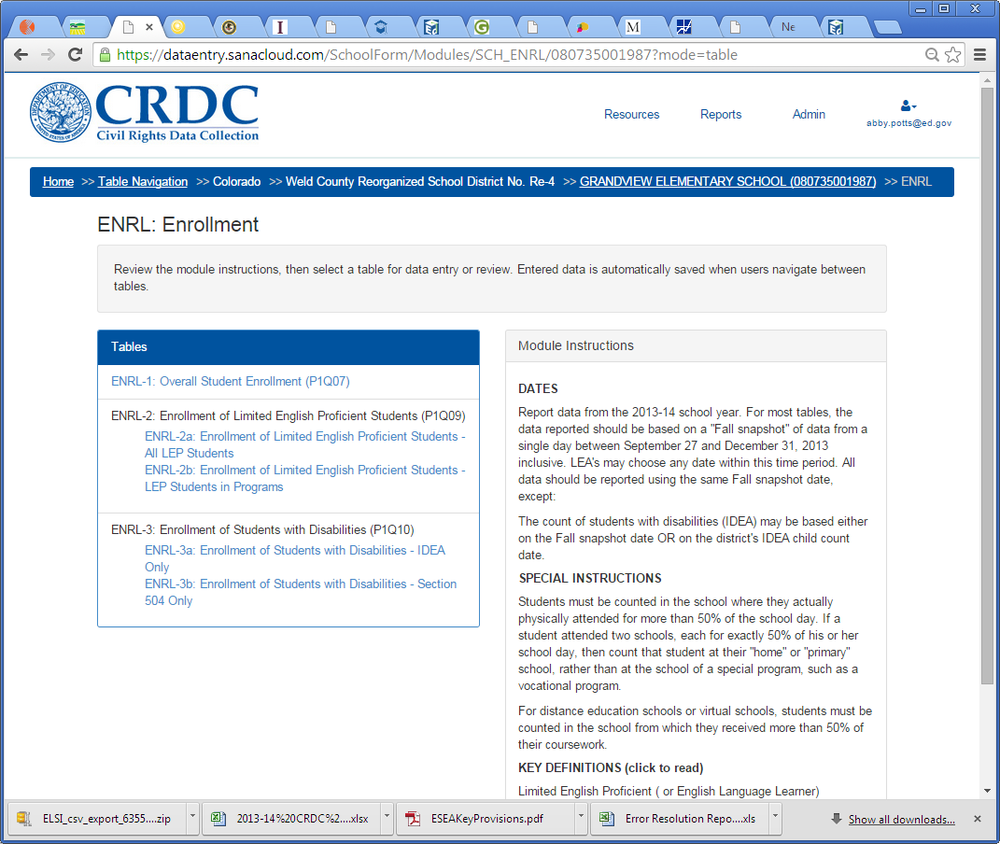 I
G
M
Ne
https://dataentry.sanacloud.com/SchoolForm/Modules/SCH_ENRL/080735001987?mode=table
CRDC
Civil Rights Data Collection
Resources
Reports
Admin
abby.potts@ed.gov
Home >> Table Navigation >> Colorado >> Weld County Reorganized School District No. Re-4 >> GRANDVIEW ELEMENTARY SCHOOL (080735001987) >> ENRL
ENRL: Enrollment
Review the module instructions, then select a table for data entry or review. Entered data is automatically saved when users navigate between
tables.
Tables
ENRL-1: Overall Student Enrollment (P1Q07)
ENRL-2: Enrollment of Limited English Proficient Students (P1Q09)
ENRL-2a: Enrollment of Limited English Proficient Students -
All LEP Students
ENRL-2b: Enrollment of Limited English Proficient Students -
LEP Students in Programs
ENRL-3: Enrollment of Students with Disabilities (P1Q10)
ENRL-3a: Enrollment of Students with Disabilities - IDEA
Only
ENRL-3b: Enrollment of Students with Disabilities - Section
504 Only
Module Instructions
DATES
Report data from the 2013-14 school year. For most tables, the
data reported should be based on a "Fall snapshot" of data from a
single day between September 27 and December 31, 2013
inclusive. LEA's may choose any date within this time period. All
data should be reported using the same Fall snapshot date,
except:
The count of students with disabilities (IDEA) may be based either
on the Fall snapshot date OR on the district's IDEA child count
date.
SPECIAL INSTRUCTIONS
Students must be counted in the school where they actually
physically attended for more than 50% of the school day. If a
student attended two schools, each for exactly 50% of his or her
school day, then count that student at their "home" or "primary"
school, rather than at the school of a special program, such as a
vocational program.
For distance education schools or virtual schools, students must be
counted in the school from which they received more than 50% of
their coursework.
KEY DEFINITIONS (click to read)
Limited English Proficient ( or English Language Learner)
ELSI_csv_export_6355....zip
2013-14%20CRDC%2....xlsx
ESEAKeyProvisions.pdf
Error Resolution Repo....xls
Show all downloads...